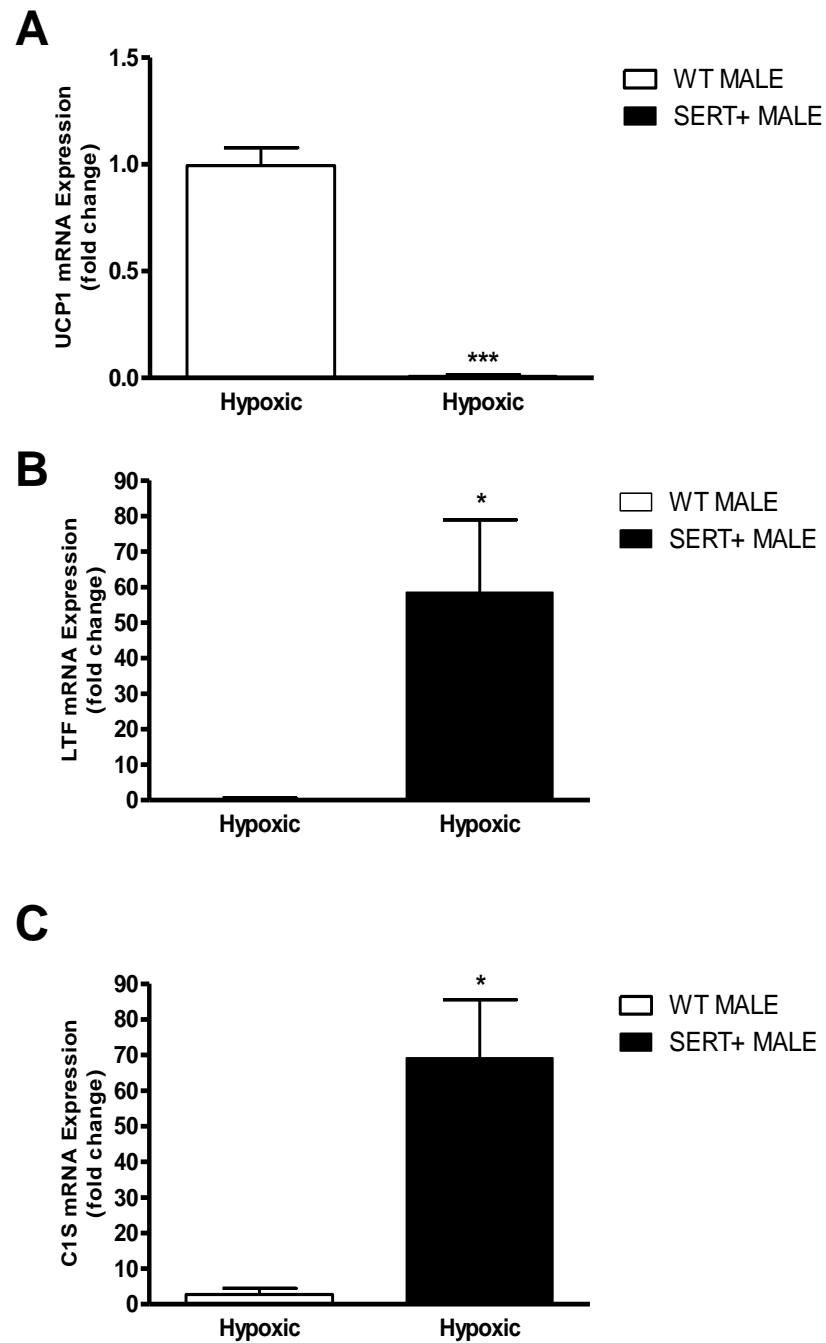 A
1.5
1.0
0.5
0.0
UCP1 mRNA Expression
(fold change)
***
Hypoxic
Hypoxic
WT MALE
SERT+ MALE
B
90
80
70
60
50
40
30
20
10
0
LTF mRNA Expression
(fold change)
*
Hypoxic
Hypoxic
WT MALE
SERT+ MALE
C
90
80
70
60
50
40
30
20
10
0
C1S mRNA Expression
(fold change)
*
Hypoxic
Hypoxic
WT MALE
SERT+ MALE